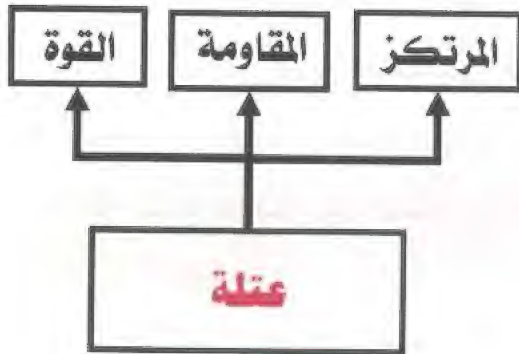 المرتكز
المقاومة
القوة
عتلة